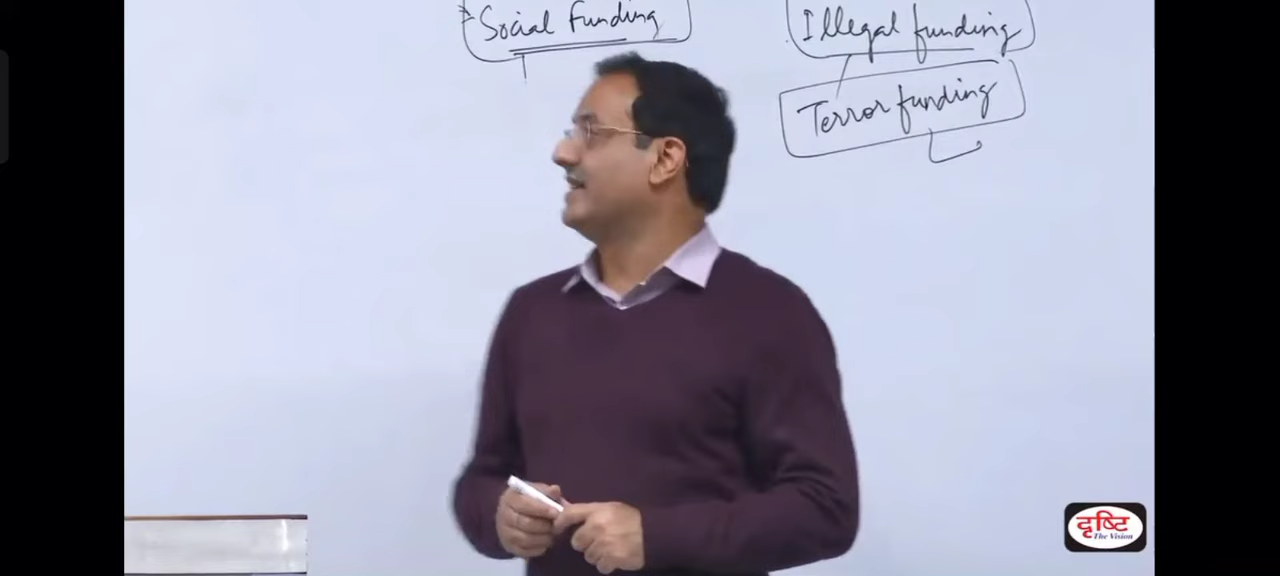 Social Funding
Illegal funding
Terror funding
दृष्टि
The Vision